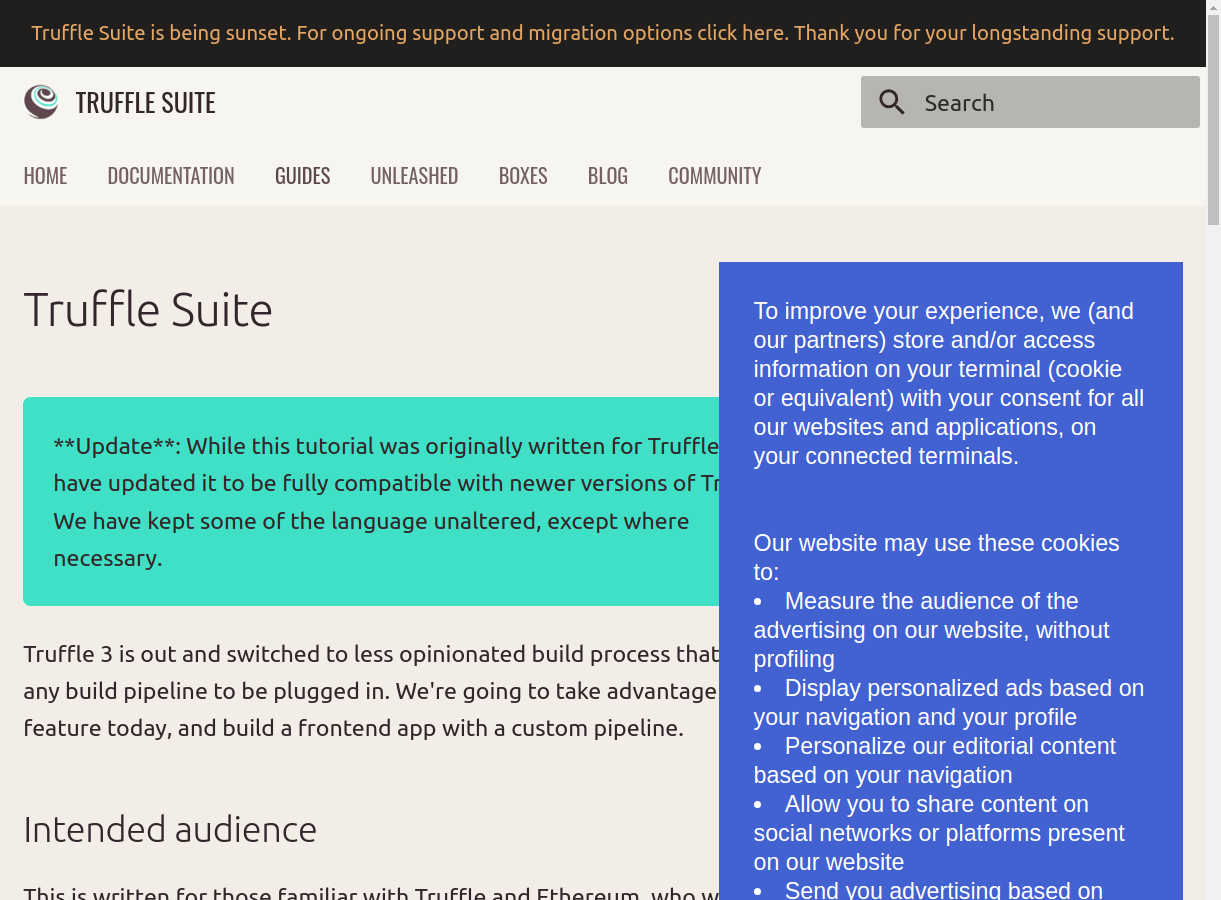 Truffle Suite is being sunset. For ongoing support and migration options click here. Thank you for your longstanding support.
TRUFFLE SUITE
Search
HOME
DOCUMENTATION
GUIDES
UNLEASHED
BOXES
BLOG
COMMUNITY
Truffle Suite
**Update**: While this tutorial was originally written for Truffle
have updated it to be fully compatible with newer versions of
We have kept some of the language unaltered, except where
necessary.
Truffle 3 is out and switched to less opinionated build process that
any build pipeline to be plugged in. We're going to take advantage
feature today, and build a frontend app with a custom pipeline.
Intended audience
This is written for those familiar with Truffle and Ethereum, who
To improve your experience, we (and
our partners) store and/or access
information on your terminal (cookie
or equivalent) with your consent for all
our websites and applications, on
your connected terminals.
Our website may use these cookies
to:
• Measure the audience of the
advertising on our website, without
profiling
• Display personalized ads based on
your navigation and your profile
• Personalize our editorial content
based on your navigation
• Allow you to share content on
social networks or platforms present
on our website
• Send you advertising based on